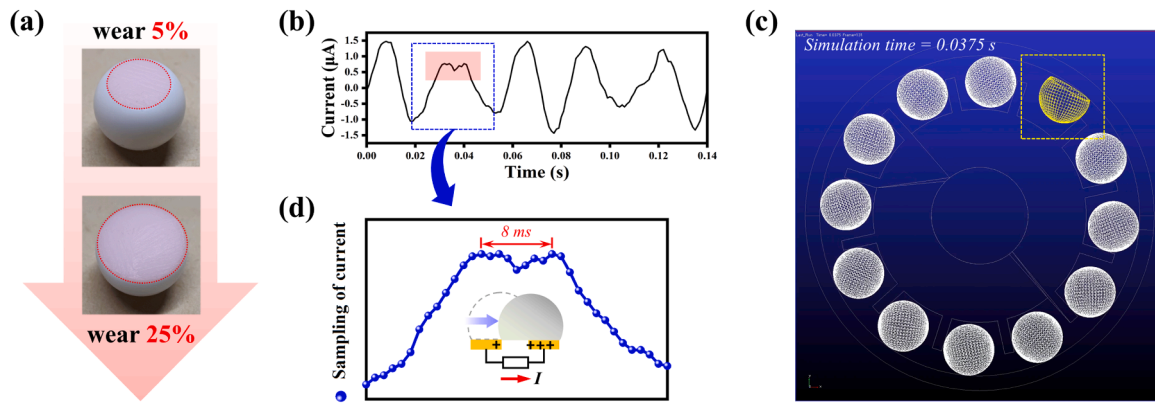 (a)
wear 5%
wear 25%
(b)
Current (μA)
1.5
1.0
0.5
0.0
-0.5
-1.0
-1.5
0.00 0.02 0.04 0.06 0.08 0.10 0.12 0.14
Time (s)
(d)
Sampling of current
8 ms
+ +++
I
(c)
Simulation time = 0.0375 s